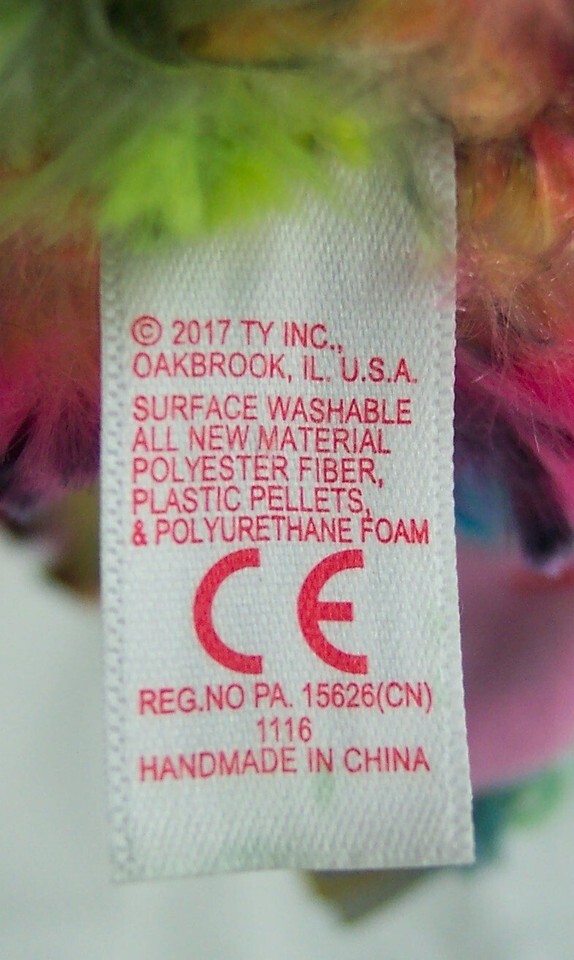 © 2017 TY INC.,
OAKBROOK, IL. U.S.A.
SURFACE WASHABLE
ALL NEW MATERIAL
POLYESTER FIBER,
PLASTIC PELLETS,
& POLYURETHANE FOAM
CE
REG.NO PA. 15626(CN)
1116
HANDMADE IN CHINA